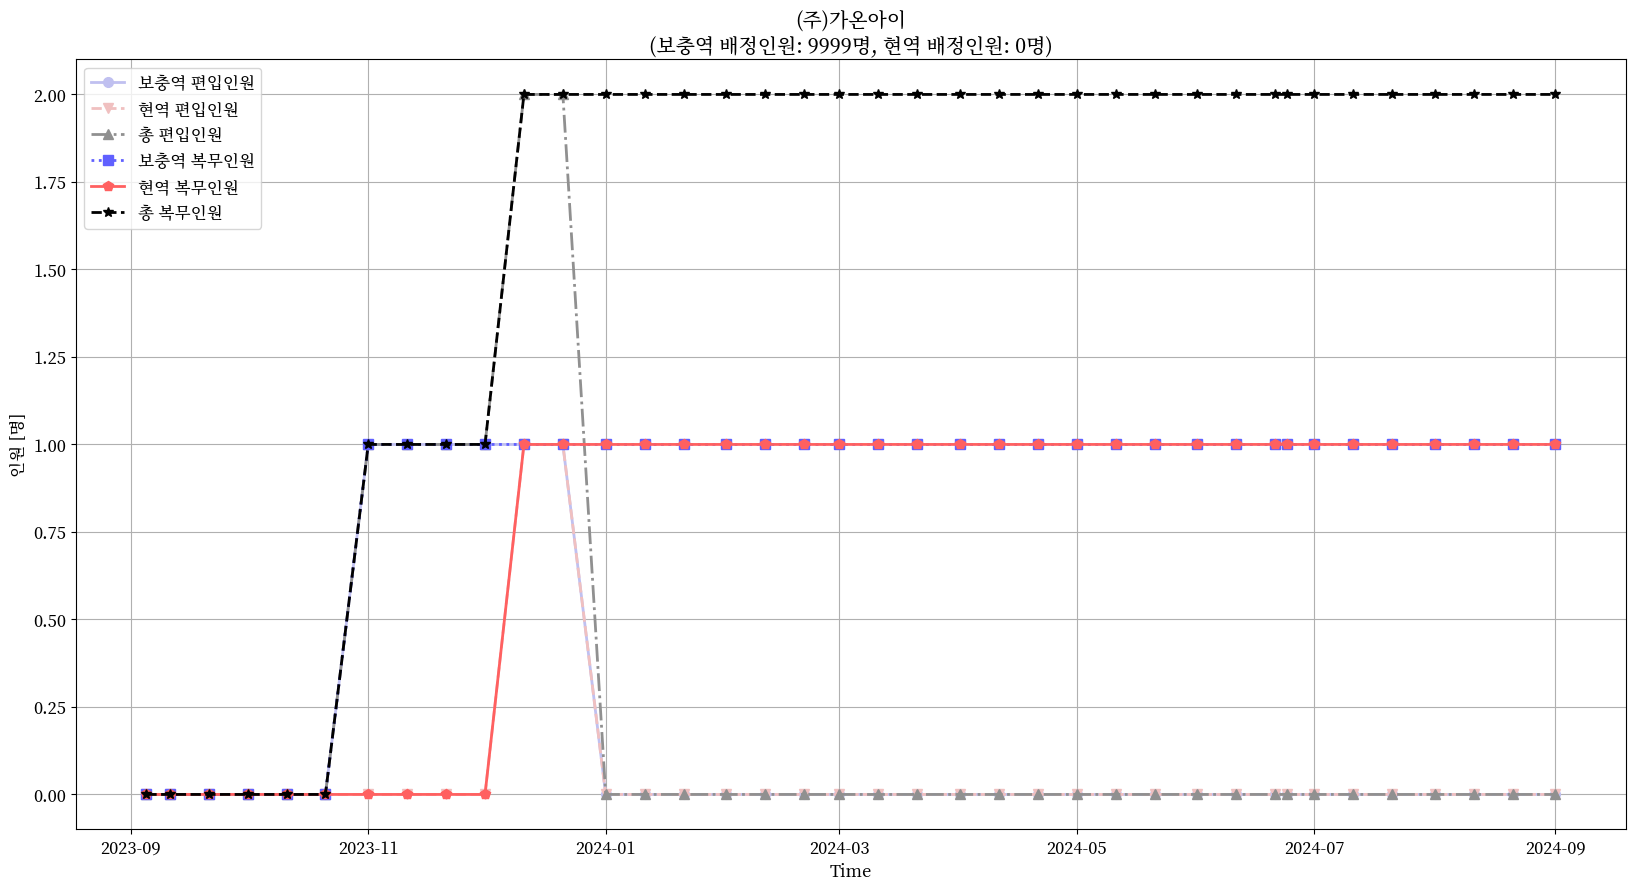 (주)가온아이
(보충역 배정인원: 9999명, 현역 배정인원: 0명)
보충역 편입인원
현역 편입인원
총 편입인원
보충역 복무인원
현역 복무인원
총 복무인원
2.00
1.75
1.50
1.25
1.00
0.75
0.50
0.25
0.00
인원 [명]
2023-09
2023-11
2024-01
2024-03
2024-05
2024-07
2024-09
Time